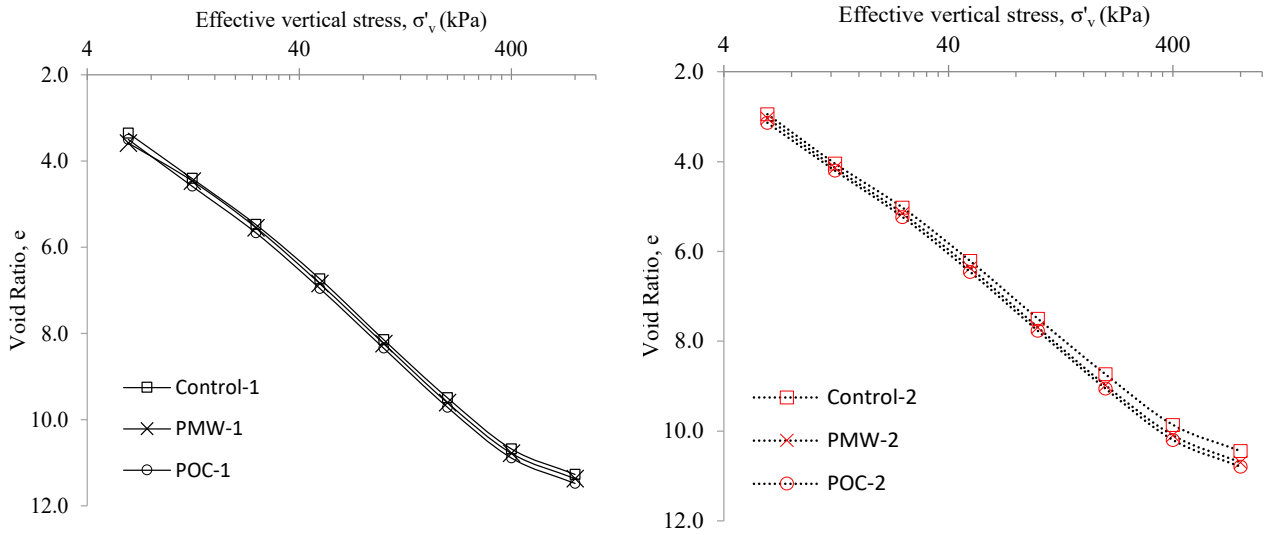 Effective vertical stress, σ'v (kPa)
4 40 400
2.0
4.0
6.0
8.0
10.0
12.0
Void Ratio, e
Control-1
PMW-1
POC-1
Effective vertical stress, σ'v (kPa)
4 40 400
2.0
4.0
6.0
8.0
10.0
12.0
Void Ratio, e
Control-2
PMW-2
POC-2